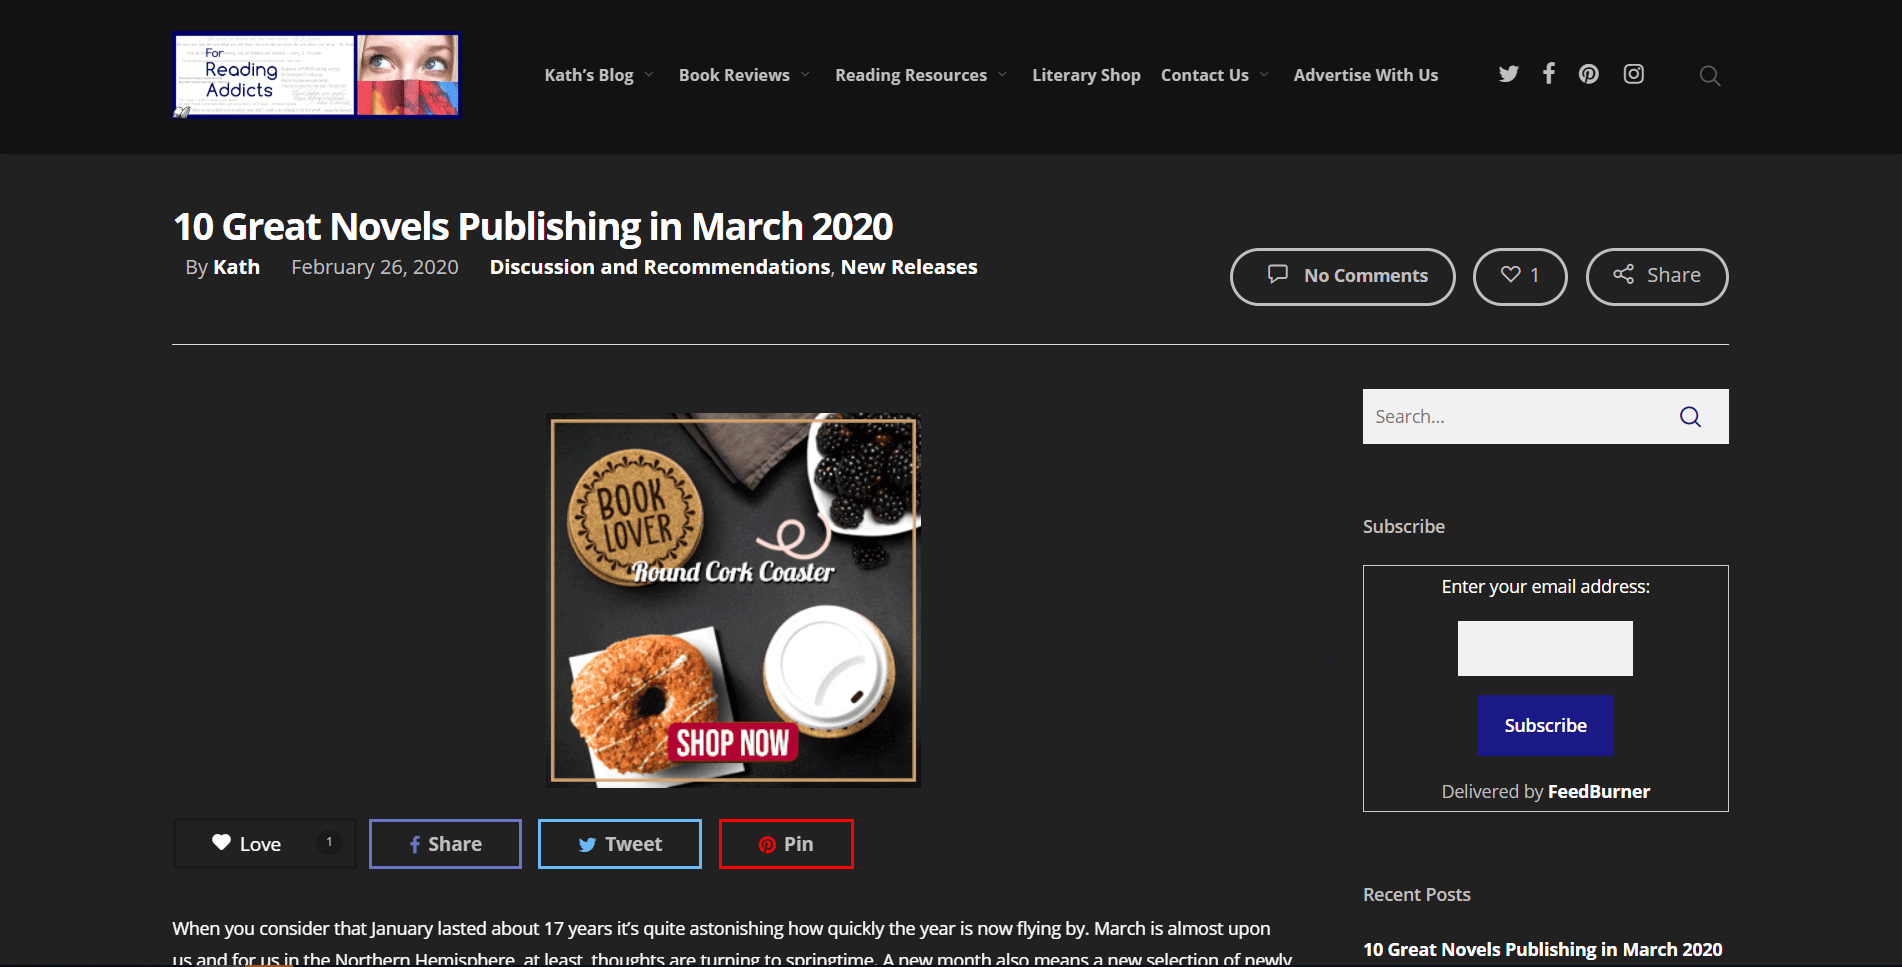 For
Reading
Addicts
Kath's Blog
Book Reviews
Reading Resources
Literary Shop
Contact Us
Advertise With Us
10 Great Novels Publishing in March 2020
By Kath February 26, 2020 Discussion and Recommendations, New Releases
No Comments
1
Share
Search...
BOOK
LOVER
Round Cork Coaster
SHOP NOW
Subscribe
Enter your email address:
Subscribe
Delivered by FeedBurner
Love 1
Share
Tweet
Pin
When you consider that January lasted about 17 years it's quite astonishing how quickly the year is now flying by. March is almost upon
us and for us in the Northern Hemisphere, at least, thoughts are turning to springtime. A new month also means a new selection of newly
Recent Posts
10 Great Novels Publishing in March 2020